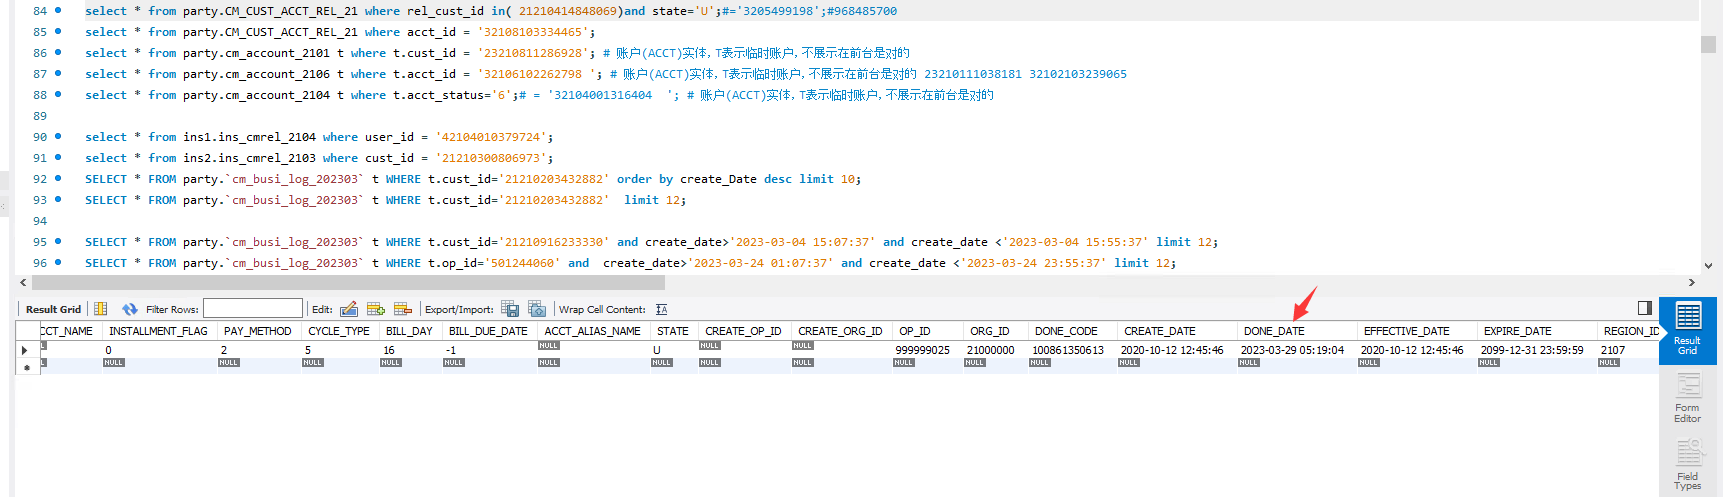 84 select * from party.CM_CUST_ACCT_REL_21 where rel_cust_id in( 21210414848069)and state='U';#='3205499198';#968485700
85 select * from party.CM_CUST_ACCT_REL_21 where acct_id = '32108103334465';
86 select * from party.cm_account_2101 t where t.cust_id = '23210811286928'; # 账户(ACCT)实体，T表示临时账户，不展示在前台是对的
87 select * from party.cm_account_2106 t where t.acct_id = '32106102262798 '; # 账户(ACCT)实体，T表示临时账户，不展示在前台是对的 23210111038181 32102103239065
88 select * from party.cm_account_2104 t where t.acct_status='6';# = '32104001316404  '; # 账户(ACCT)实体，T表示临时账户，不展示在前台是对的
89
90 select * from ins1.ins_cmrel_2104 where user_id = '42104010379724';
91 select * from ins2.ins_cmrel_2103 where cust_id = '21210300806973';
92 SELECT * FROM party.`cm_busi_log_202303` t WHERE t.cust_id='21210203432882' order by create_Date desc limit 10;
93 SELECT * FROM party.`cm_busi_log_202303` t WHERE t.cust_id='21210203432882'  limit 12;
94
95 SELECT * FROM party.`cm_busi_log_202303` t WHERE t.cust_id='21210916233330' and create_date>'2023-03-04 15:07:37' and create_date <'2023-03-04 15:55:37' limit 12;
96 SELECT * FROM party.`cm_busi_log_202303` t WHERE t.op_id='501244060' and  create_date>'2023-03-24 01:07:37' and create_date <'2023-03-24 23:55:37' limit 12;
Result Grid Filter Rows: Edit: Export/Import: Wrap Cell Content:
CCT_NAME INSTALLMENT_FLAG PAY_METHOD CYCLE_TYPE BILL_DAY BILL_DUE_DATE ACCT_ALIAS_NAME STATE CREATE_OP_ID CREATE_ORG_ID OP_ID ORG_ID DONE_CODE CREATE_DATE DONE_DATE EFFECTIVE_DATE EXPIRE_DATE REGION_ID
0 2 5 16 -1 NULL U NULL NULL 999999025 21000000 100861350613 2020-10-12 12:45:46 2023-03-29 05:19:04 2020-10-12 12:45:46 2099-12-31 23:59:59 2107
NULL NULL NULL NULL NULL NULL NULL NULL NULL NULL NULL NULL NULL NULL NULL NULL NULL
Result
Grid
Form
Editor
Field
Types